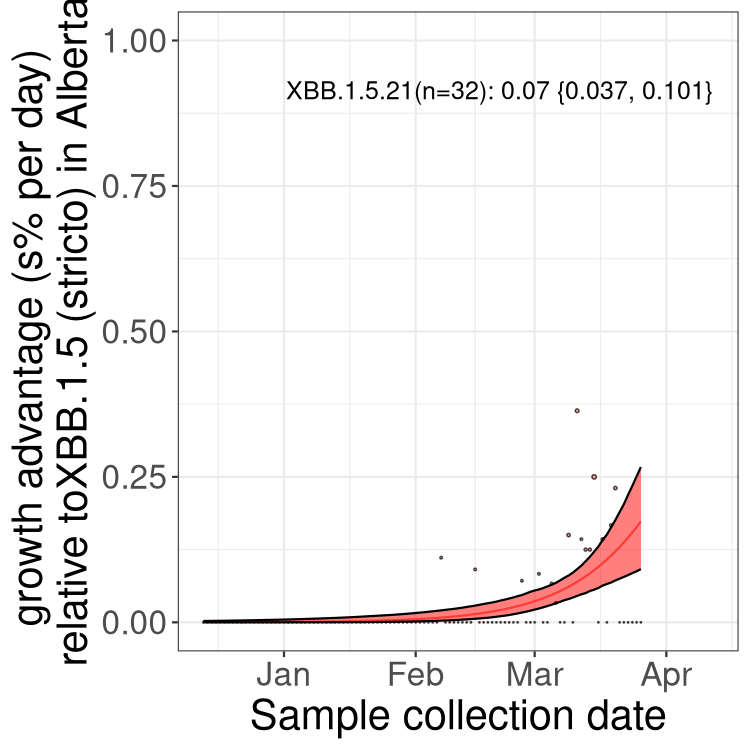 growth advantage (s% per day)
relative toXBB.1.5 (stricto) in Alberta
1.00
0.75
0.50
0.25
0.00
XBB.1.5.21(n=32): 0.07 {0.037, 0.101}
Jan Feb Mar Apr
Sample collection date